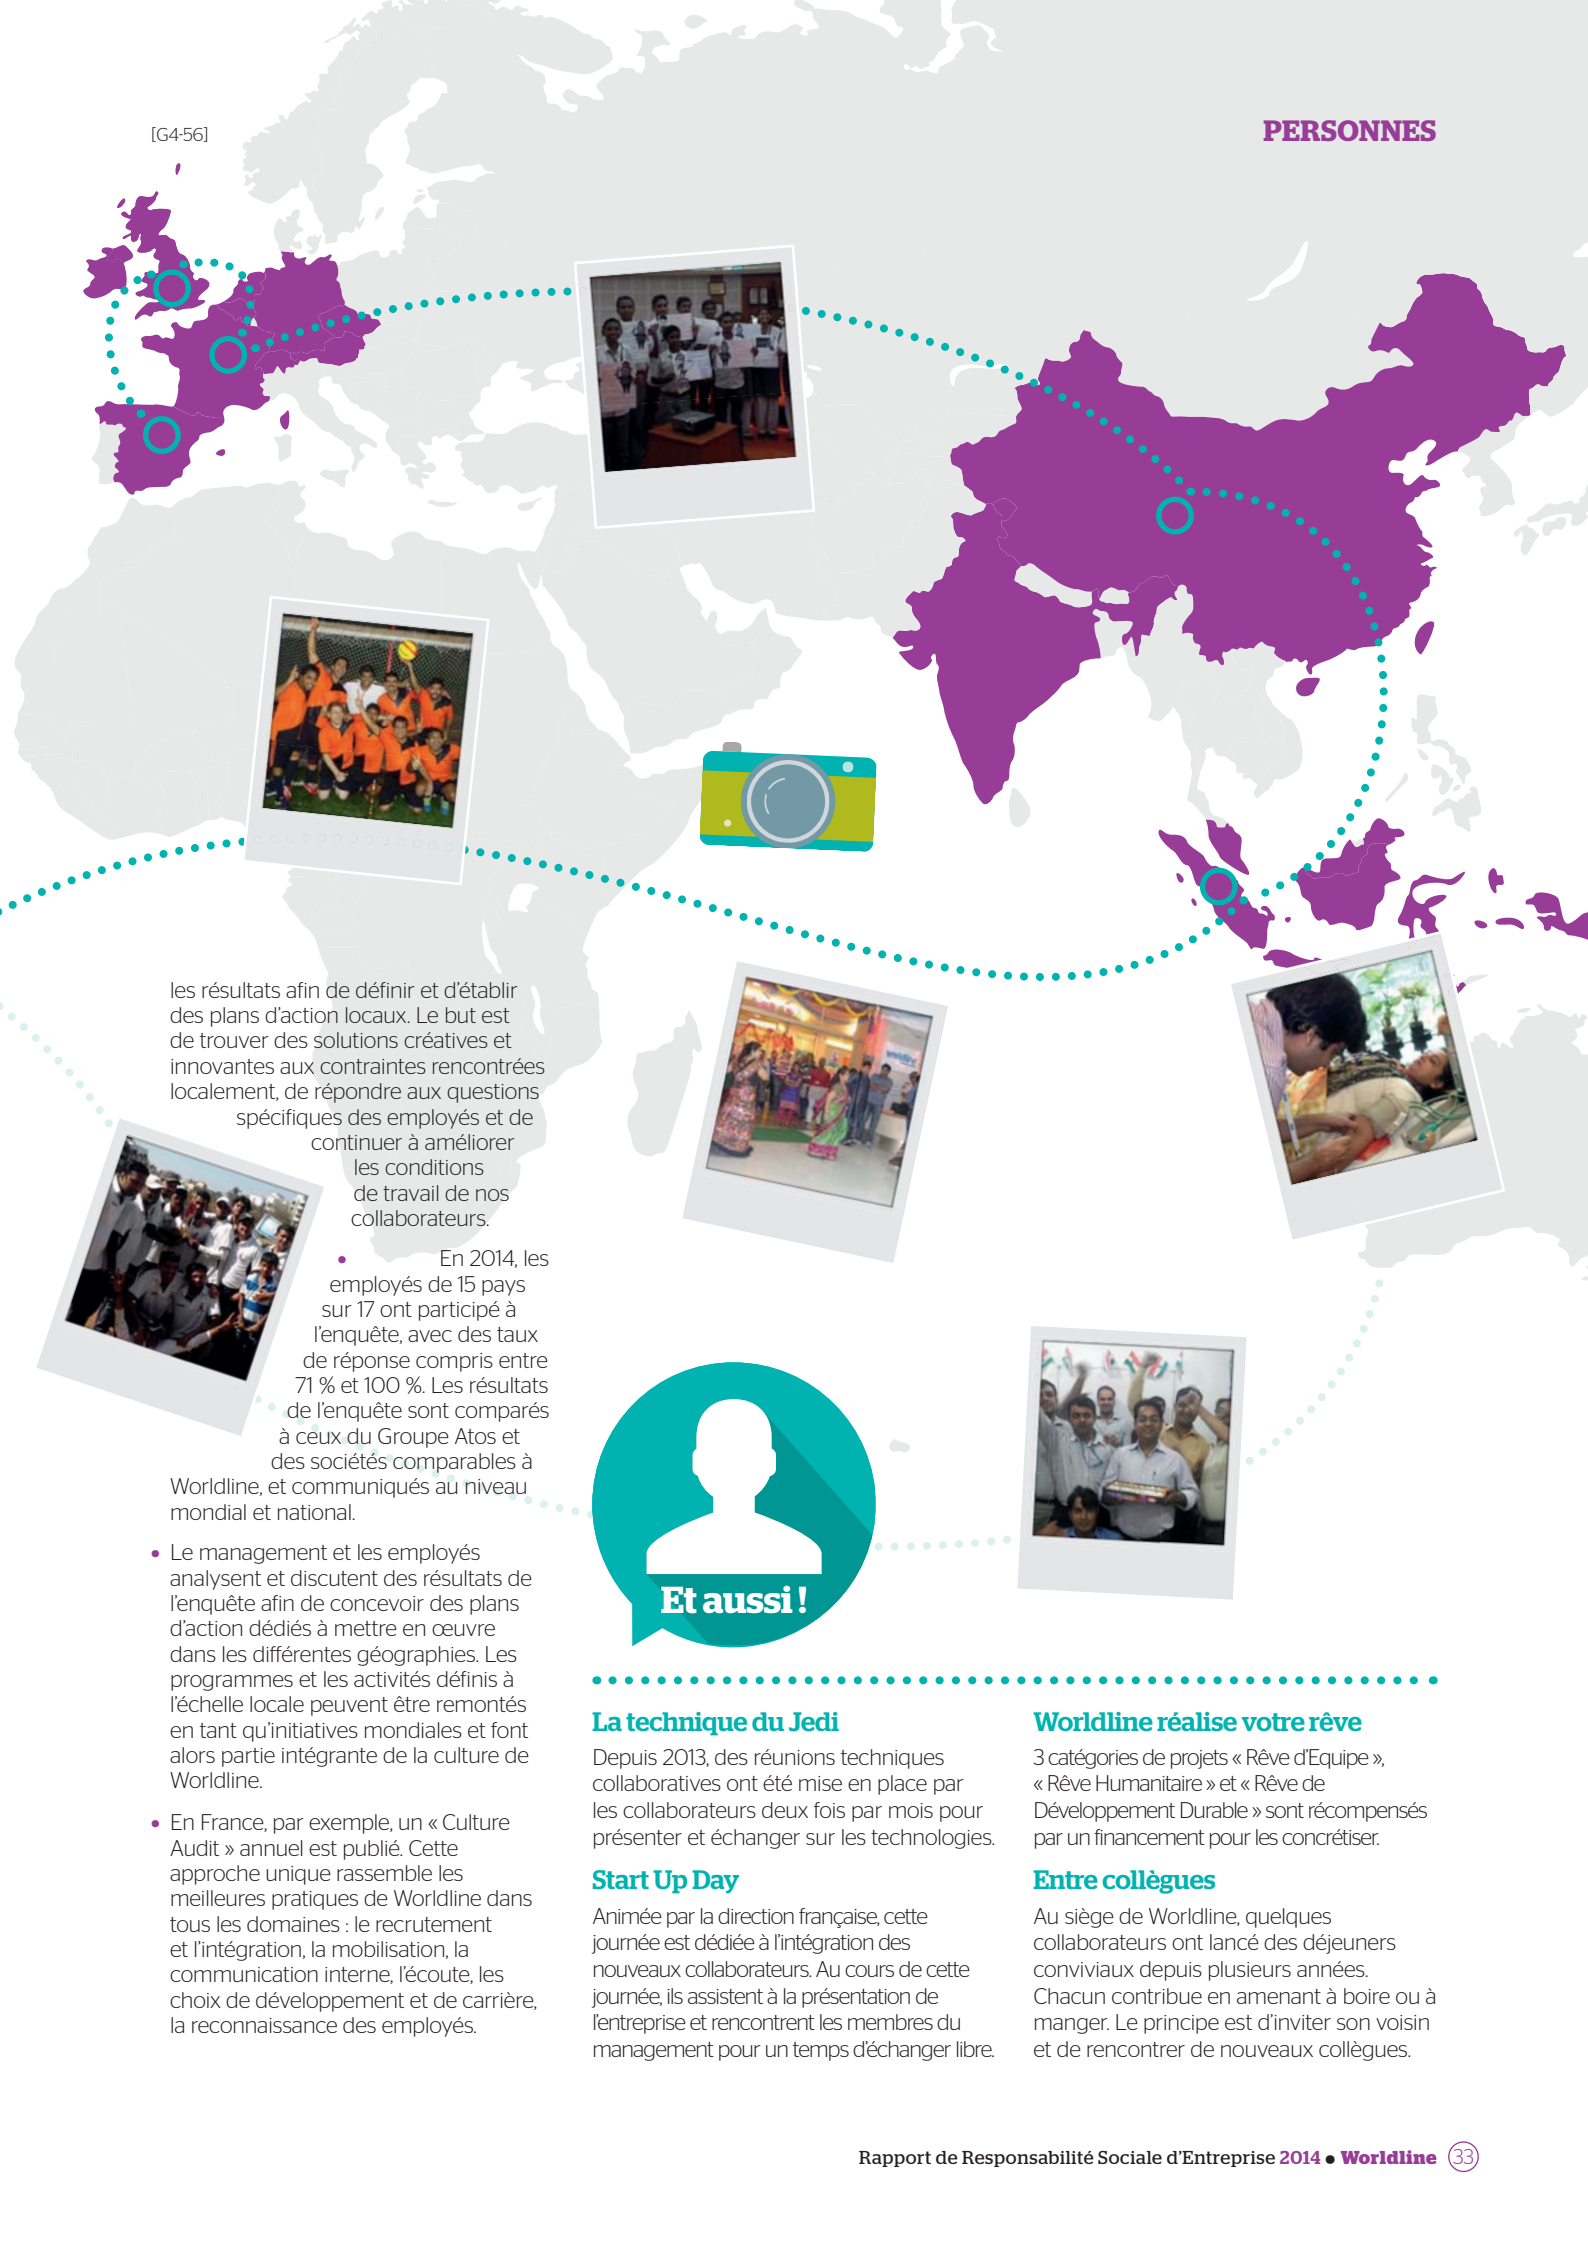 [G4-56]
PERSONNES
les résultats afin de définir et d’établir
des plans d’action locaux. Le but est
de trouver des solutions créatives et
innovantes aux contraintes rencontrées
localement, de répondre aux questions
spécifiques des employés et de
continuer à améliorer
les conditions
de travail de nos
collaborateurs.
• En 2014, les
employés de 15 pays
sur 17 ont participé à
l’enquête, avec des taux
de réponse compris entre
71 % et 100 %. Les résultats
de l’enquête sont comparés
à ceux du Groupe Atos et
des sociétés comparables à
Worldline, et communiqués au niveau
mondial et national.
• Le management et les employés
analysent et discutent des résultats de
l’enquête afin de concevoir des plans
d’action dédiés à mettre en œuvre
dans les différentes géographies. Les
programmes et les activités définis à
l’échelle locale peuvent être remontés
en tant qu’initiatives mondiales et font
alors partie intégrante de la culture de
Worldline.
• En France, par exemple, un « Culture
Audit » annuel est publié. Cette
approche unique rassemble les
meilleures pratiques de Worldline dans
tous les domaines : le recrutement
et l’intégration, la mobilisation, la
communication interne, l’écoute, les
choix de développement et de carrière,
la reconnaissance des employés.
Et aussi !
La technique du Jedi
Depuis 2013, des réunions techniques
collaboratives ont été mise en place par
les collaborateurs deux fois par mois pour
présenter et échanger sur les technologies.
Start Up Day
Animée par la direction française, cette
journée est dédiée à l’intégration des
nouveaux collaborateurs. Au cours de cette
journée, ils assistent à la présentation de
l’entreprise et rencontrent les membres du
management pour un temps d’échanger libre.
Worldline réalise votre rêve
3 catégories de projets « Rêve d’Equipe »,
« Rêve Humanitaire » et « Rêve de
Développement Durable » sont récompensés
par un financement pour les concrétiser.
Entre collègues
Au siège de Worldline, quelques
collaborateurs ont lancé des déjeuners
conviviaux depuis plusieurs années.
Chacun contribue en amenant à boire ou à
manger. Le principe est d’inviter son voisin
et de rencontrer de nouveaux collègues.
Rapport de Responsabilité Sociale d’Entreprise 2014 • Worldline 33